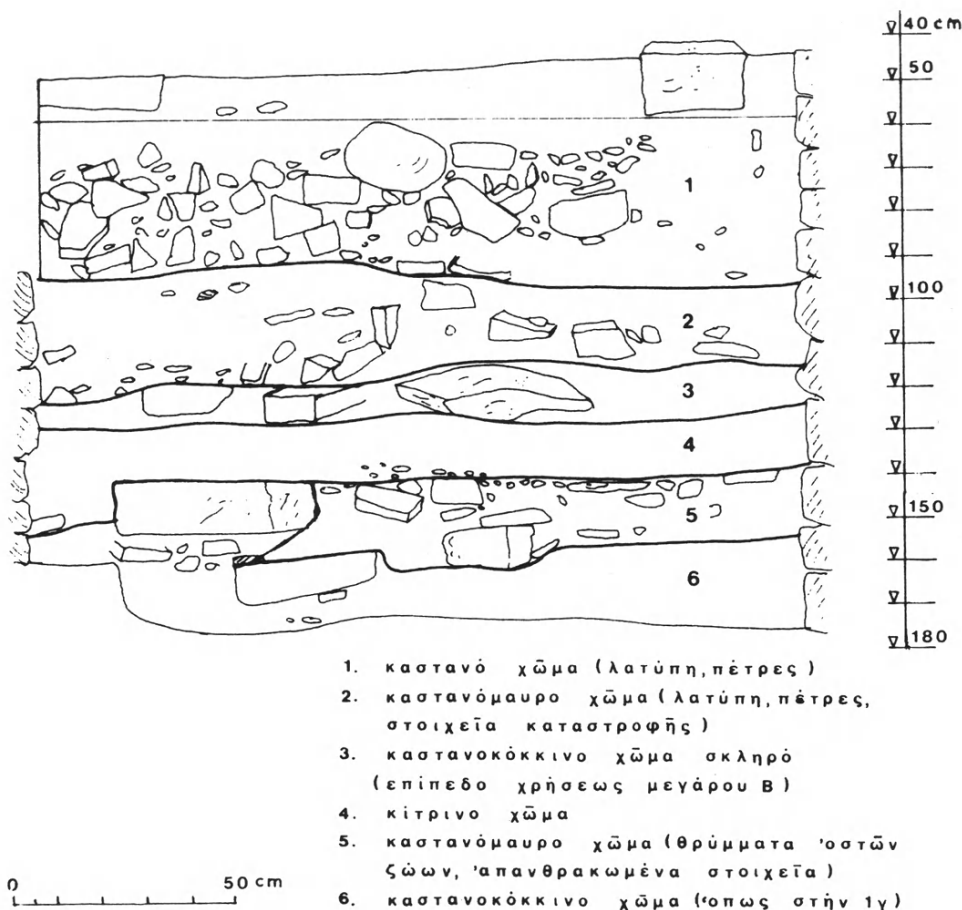 40 cm
50
1
100
2
3
4
150
5
6
180
1. καστανό χῶμα (λατύπη, πέτρες)
2. καστανόμαυρο χῶμα (λατύπη, πέτρες,
στοιχεῖα καταστροφῆς)
3. καστανοκόκκινο χῶμα σκληρό
(ἐπίπεδο χρήσεως μεγάρου Β)
4. κίτρινο χῶμα
5. καστανόμαυρο χῶμα (θρύμματα ὀστῶν
ζώων, ἀπανθρακωμένα στοιχεῖα)
0 50 cm
6. καστανοκόκκινο χῶμα (ὅπως στήν 1γ)